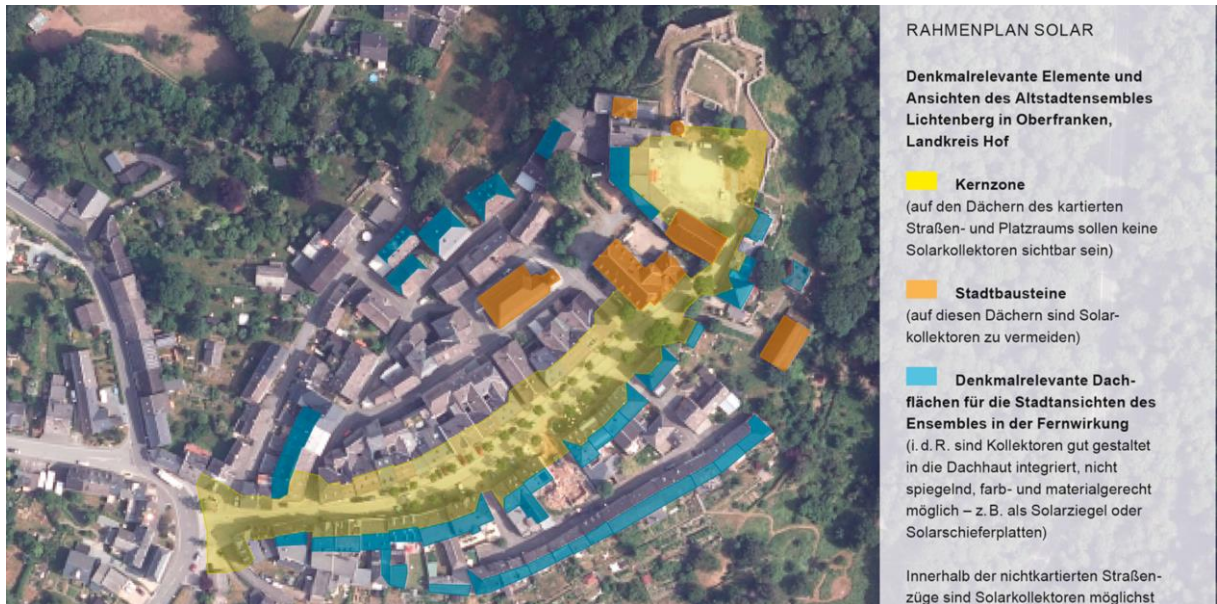 RAHMENPLAN SOLAR
Denkmalrelevante Elemente und
Ansichten des Altstadtensembles
Lichtenberg in Oberfranken,
Landkreis Hof
Kernzone
(auf den Dächern des kartierten
Straßen- und Platzraums sollen keine
Solarkollektoren sichtbar sein)
Stadtbausteine
(auf diesen Dächern sind Solar-
kollektoren zu vermeiden)
Denkmalrelevante Dach-
flächen für die Stadtansichten des
Ensembles in der Fernwirkung
(i. d. R. sind Kollektoren gut gestaltet
in die Dachhaut integriert, nicht
spiegelnd, farb- und materialgerecht
möglich – z. B. als Solarziegel oder
Solarschieferplatten)
Innerhalb der nichtkartierten Straßen-
züge sind Solarkollektoren möglichst